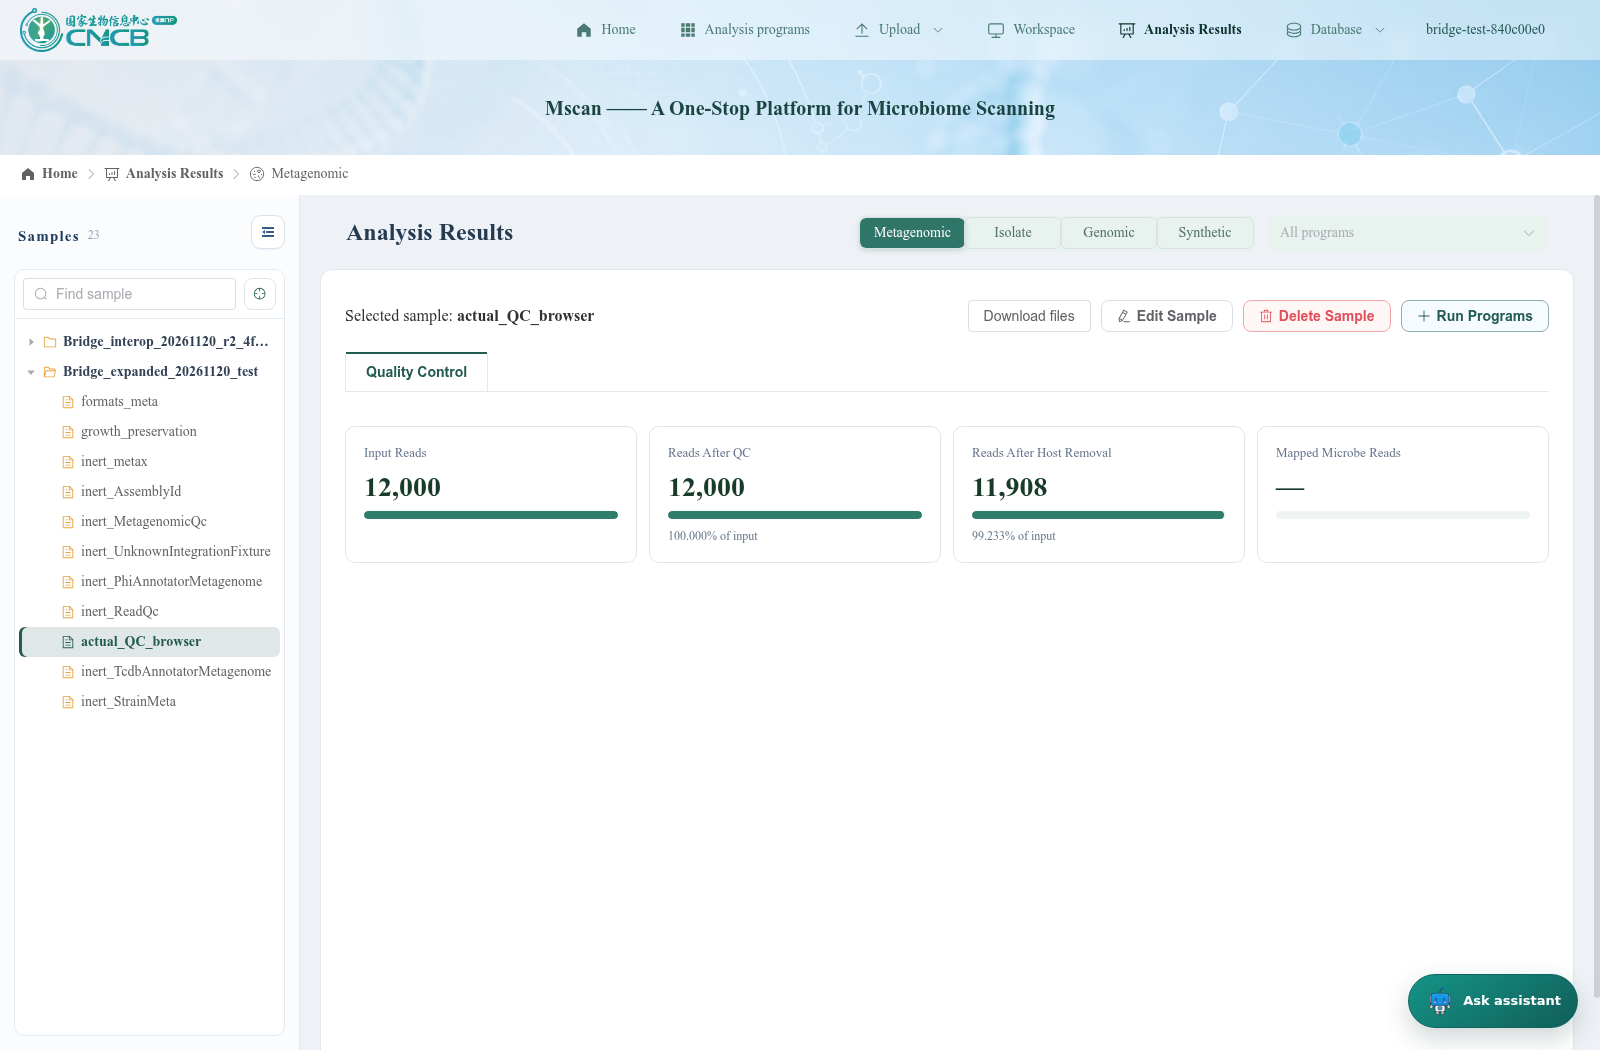 国家生物信息中心
CNCB
Home
Analysis programs
Upload
Workspace
Analysis Results
Database
bridge-test-840c00e0
Mscan —— A One-Stop Platform for Microbiome Scanning
Home
Analysis Results
Metagenomic
Samples 23
Find sample
Bridge_interop_20261120_r2_4f...
Bridge_expanded_20261120_test
formats_meta
growth_preservation
inert_metax
inert_AssemblyId
inert_MetagenomicQc
inert_UnknownIntegrationFixture
inert_PhiAnnotatorMetagenome
inert_ReadQc
actual_QC_browser
inert_TcdbAnnotatorMetagenome
inert_StrainMeta
Analysis Results
Metagenomic
Isolate
Genomic
Synthetic
All programs
Selected sample: actual_QC_browser
Download files
Edit Sample
Delete Sample
Run Programs
Quality Control
Input Reads
12,000
Reads After QC
12,000
100.000% of input
Reads After Host Removal
11,908
99.233% of input
Mapped Microbe Reads
—
Ask assistant